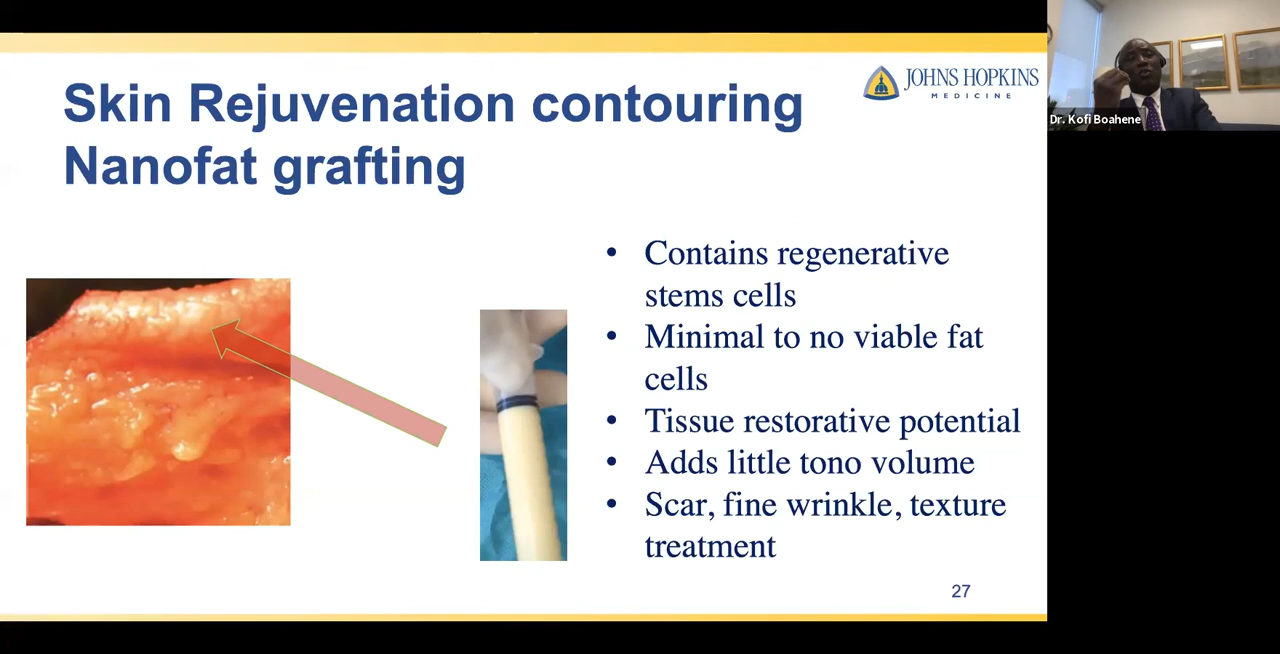 Skin Rejuvenation contouring
Nanofat grafting
JOHNS HOPKINS
MEDICINE
Dr. Kofi Boahene
• Contains regenerative
stems cells
• Minimal to no viable fat
cells
• Tissue restorative potential
• Adds little tono volume
• Scar, fine wrinkle, texture
treatment
27